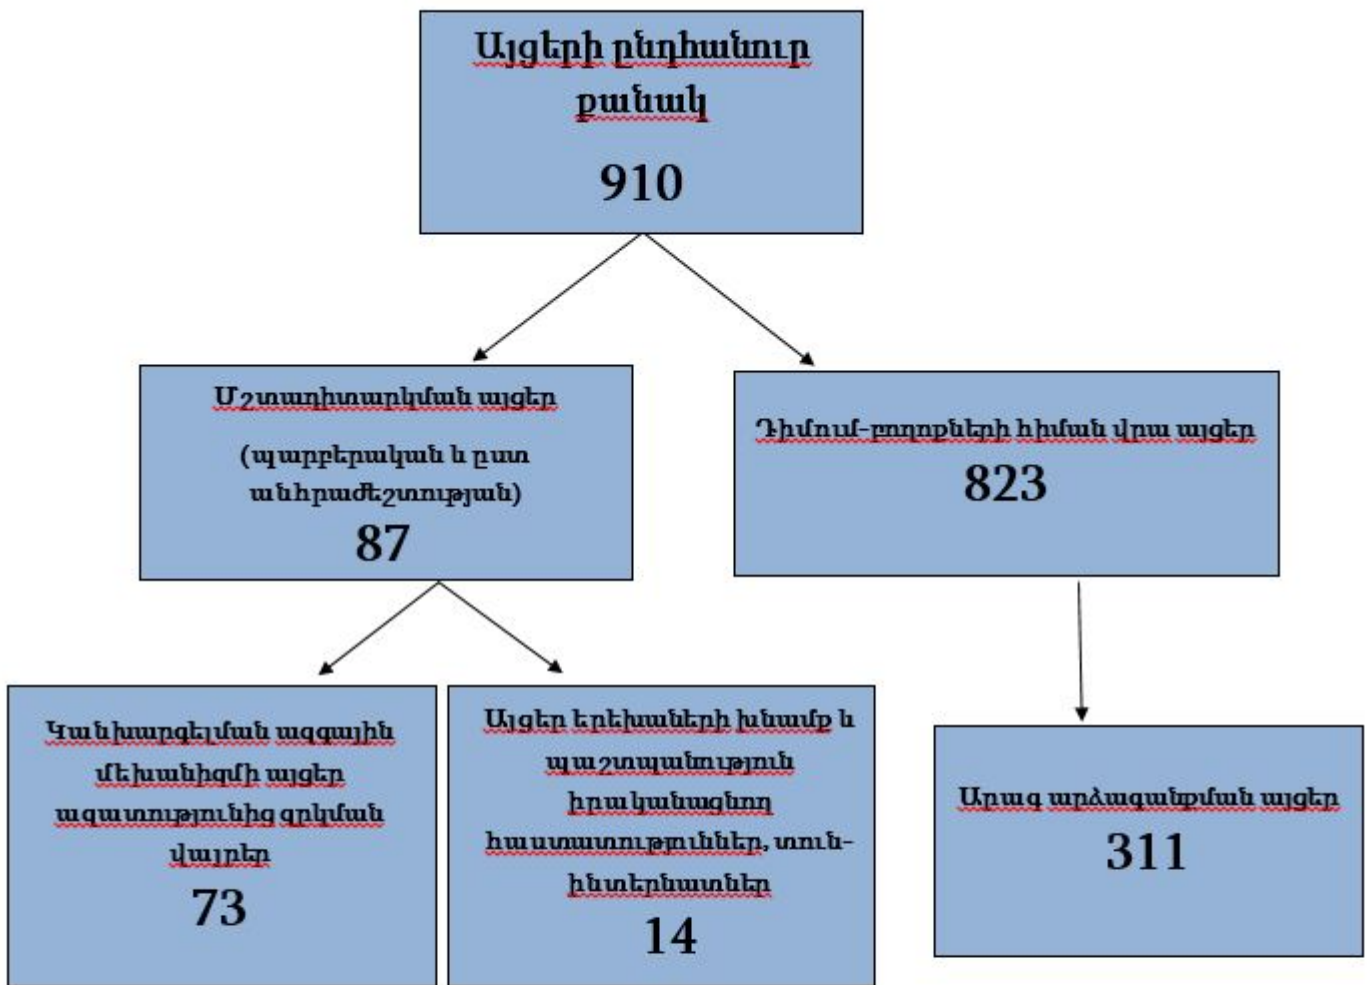 Այցերի ընդհանուր
քանակ
910
Մշտադիտարկման այցեր
(պարբերական և ըստ
անհրաժեշտության)
87
Դիմում-բողոքների հիման վրա այցեր
823
Կանխարգելման ազգային
մեխանիզմի այցեր
ազատությունից զրկման
վայրեր
73
Այցեր երեխաների խնամք և
պաշտպանություն
իրականացնող
հաստատություններ, տուն-
ինտերնատներ
14
Արագ արձագանքման այցեր
311